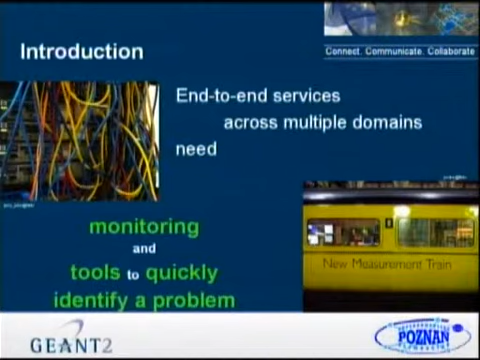 Introduction
Connect. Communicate. Collaborate
End-to-end services
across multiple domains
need
monitoring
and
tools to quickly
identify a problem
New Measurement Train
GEANT2
POZNAŃ